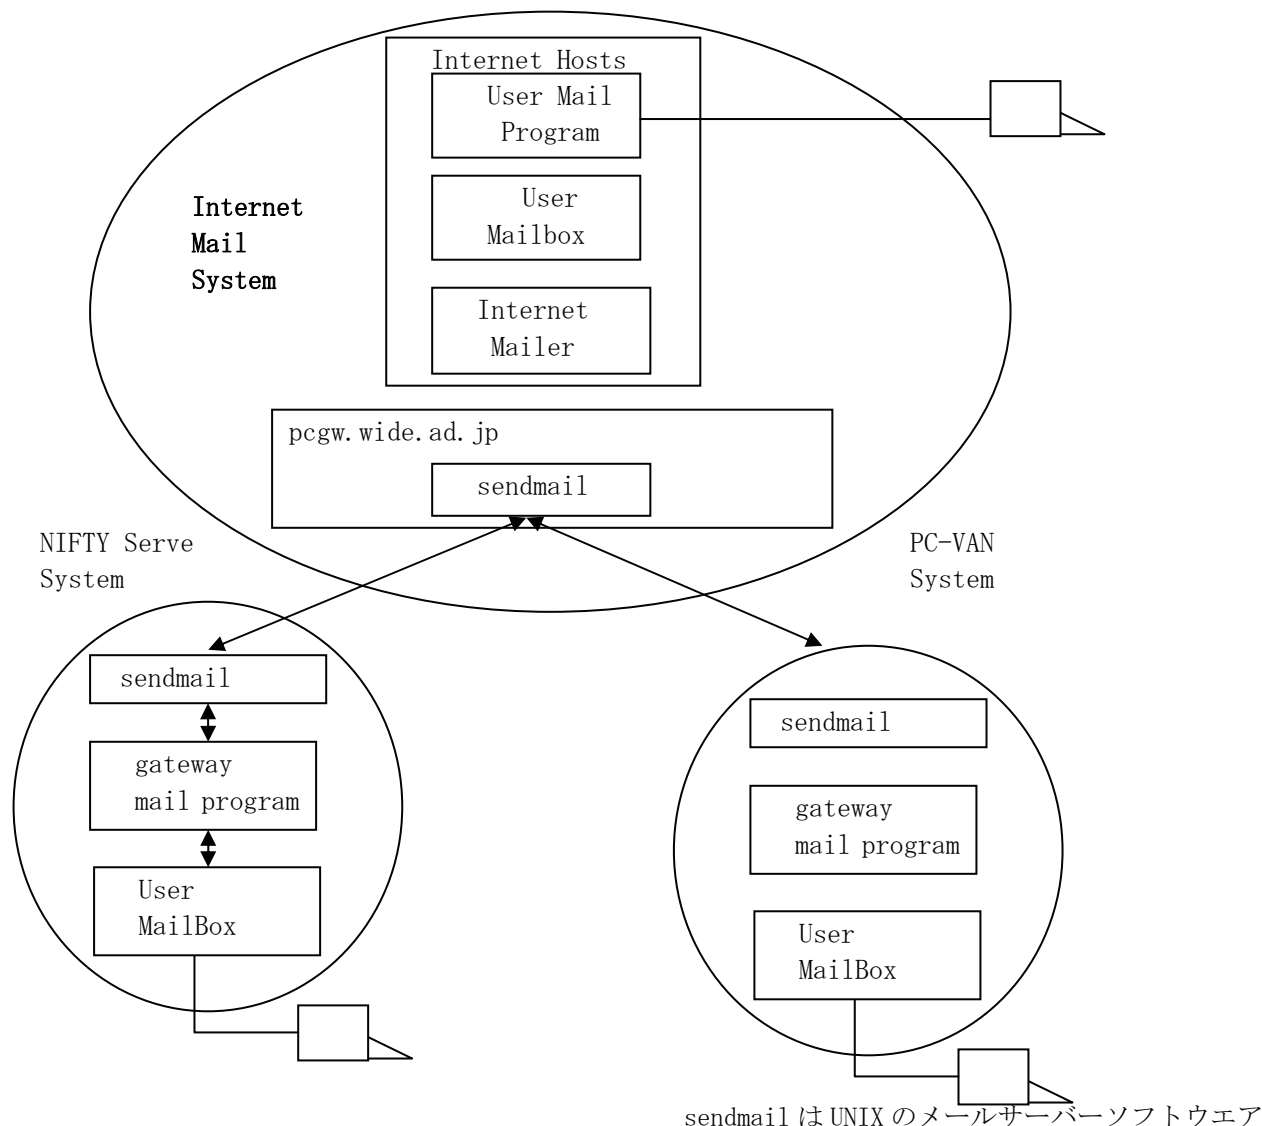 Internet Hosts
User Mail
Program
User
Mailbox
Internet
Mail
System
Internet
Mailer
pcgw.wide.ad.jp
sendmail
NIFTY Serve
System
PC-VAN
System
sendmail
gateway
mail program
User
MailBox
sendmail
gateway
mail program
User
MailBox
sendmail は UNIX のメールサーバーソフトウエア